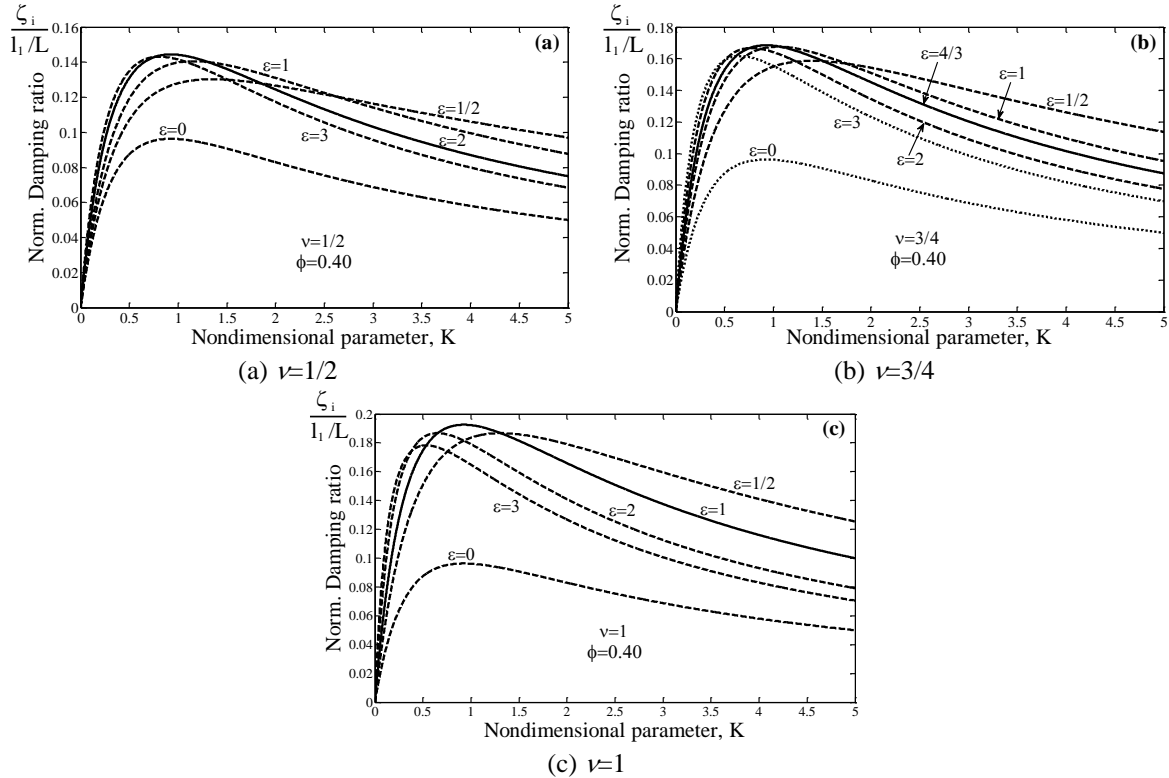 ζ i
l₁/L
Norm. Damping ratio
0.16
0.14
0.12
0.1
0.08
0.06
0.04
0.02
0
(a)
ε=1
ε=1/2
ε=0
ε=3
ε=2
ν=1/2
ϕ=0.40
0 0.5 1 1.5 2 2.5 3 3.5 4 4.5 5
Nondimensional parameter, K
(a) ν=1/2
ζ i
l₁/L
Norm. Damping ratio
0.18
0.16
0.14
0.12
0.1
0.08
0.06
0.04
0.02
0
(b)
ε=4/3
ε=1
ε=1/2
ε=3
ε=0
ε=2
ν=3/4
ϕ=0.40
0 0.5 1 1.5 2 2.5 3 3.5 4 4.5 5
Nondimensional parameter, K
(b) ν=3/4
ζ i
l₁/L
Norm. Damping ratio
0.2
0.18
0.16
0.14
0.12
0.1
0.08
0.06
0.04
0.02
0
(c)
ε=1/2
ε=3
ε=2
ε=1
ε=0
ν=1
ϕ=0.40
0 0.5 1 1.5 2 2.5 3 3.5 4 4.5 5
Nondimensional parameter, K
(c) ν=1